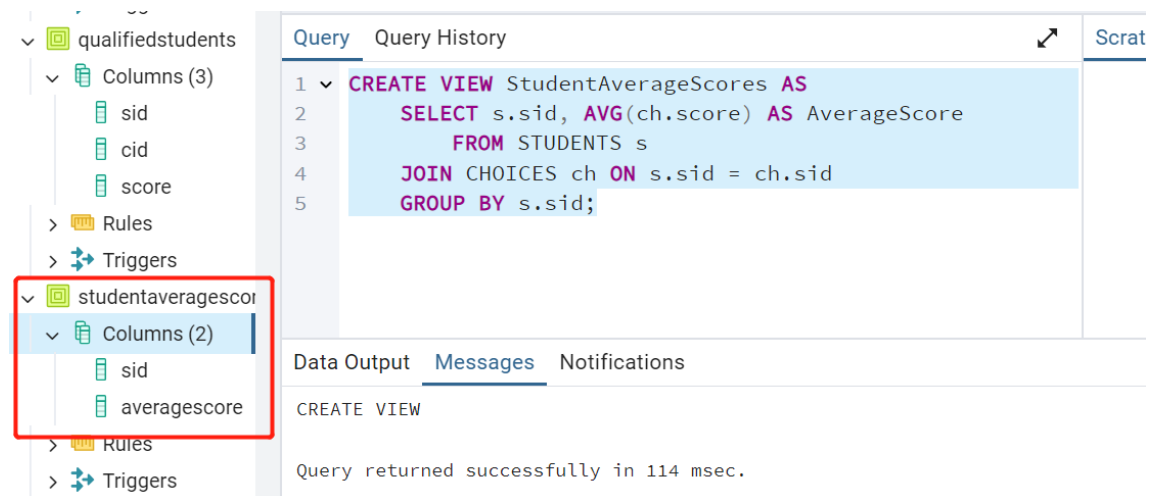 qualifiedstudents
Columns (3)
sid
cid
score
Rules
Triggers
studentaveragescor
Columns (2)
sid
averagescore
Rules
Triggers
Query Query History
Scrat
1 CREATE VIEW StudentAverageScores AS
2 SELECT s.sid, AVG(ch.score) AS AverageScore
3 FROM STUDENTS s
4 JOIN CHOICES ch ON s.sid = ch.sid
5 GROUP BY s.sid;
Data Output Messages Notifications
CREATE VIEW
Query returned successfully in 114 msec.